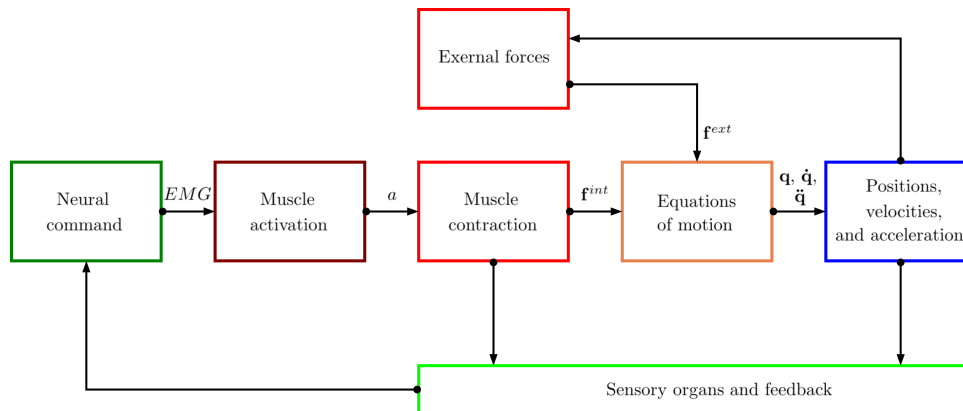 Exernal forces
𝐟^{ext}
Neural
command
EMG
Muscle
activation
a
Muscle
contraction
𝐟^{int}
Equations
of motion
𝐪, 𝐪̇,
𝐪̈
Positions,
velocities,
and acceleration
Sensory organs and feedback